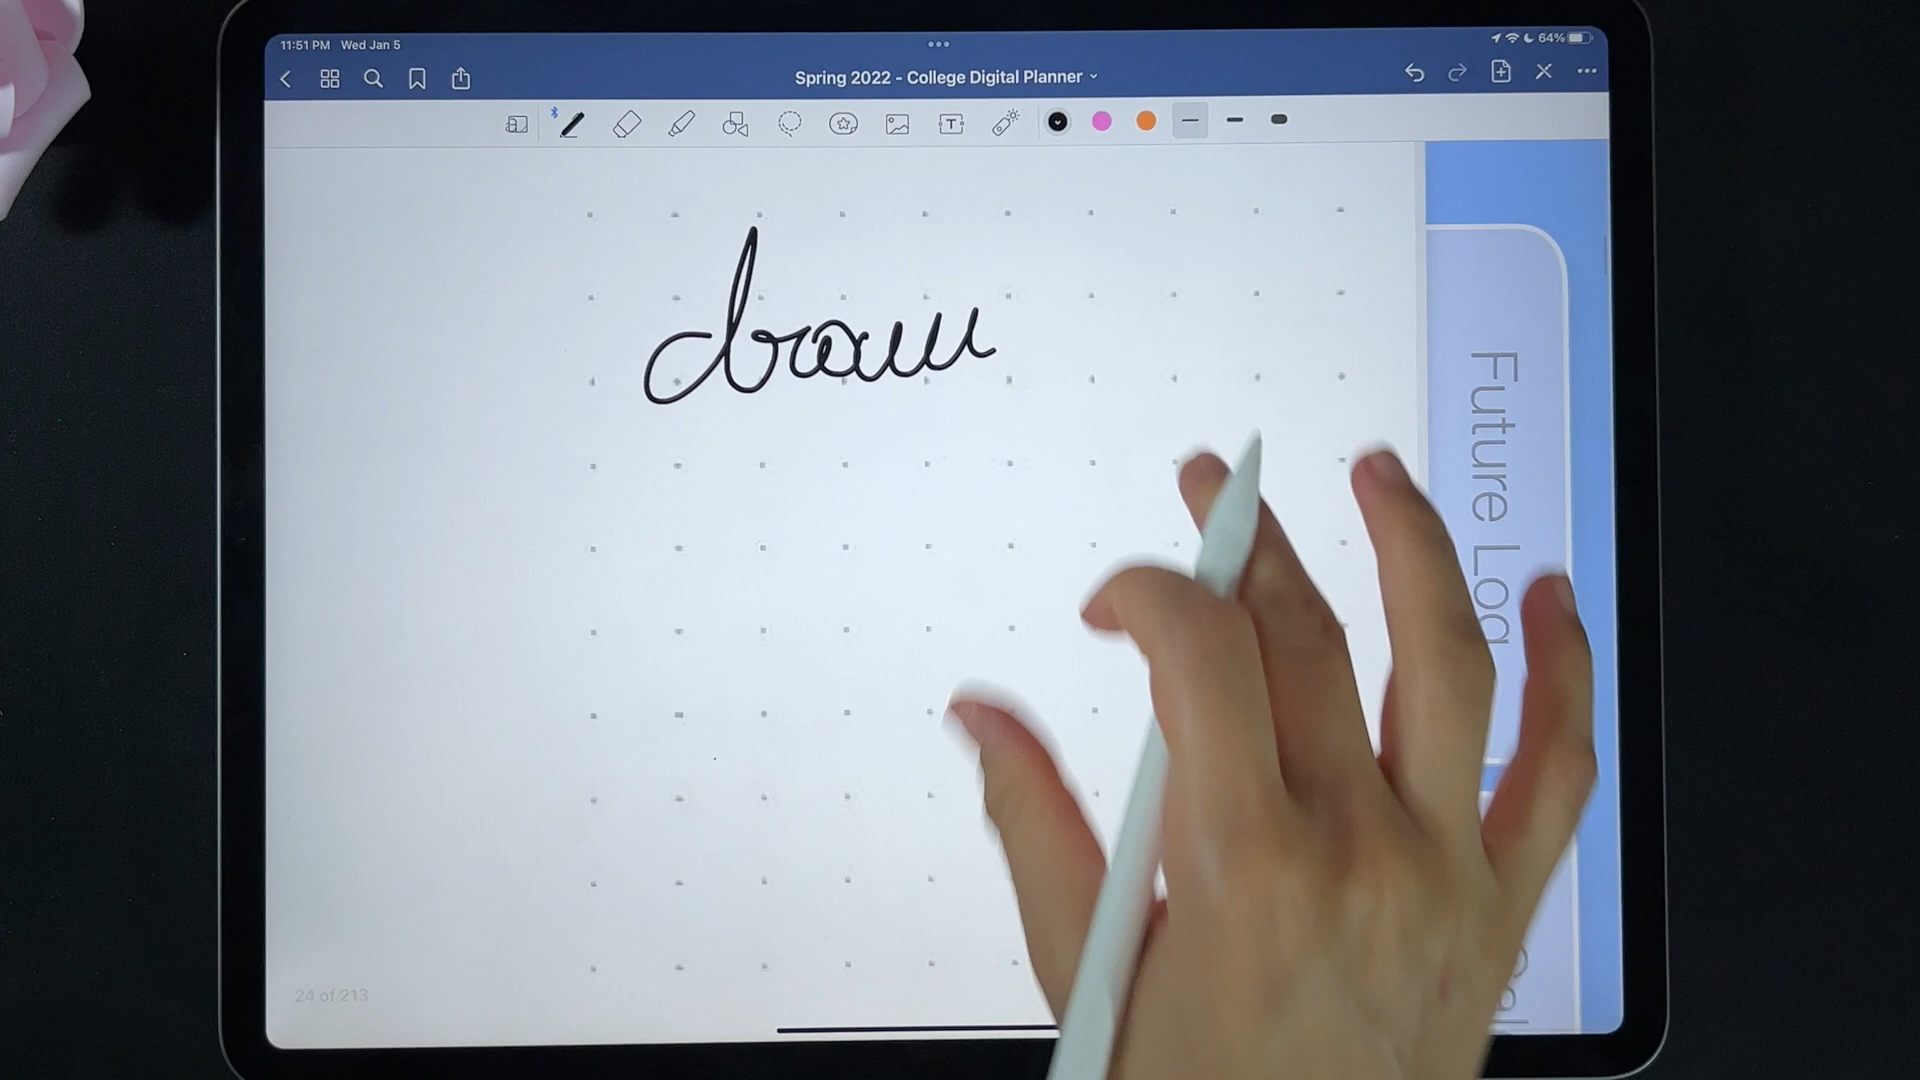 11:51 PM Wed Jan 5
64%
Spring 2022 - College Digital Planner
T
draw
Future Log
24 of 213